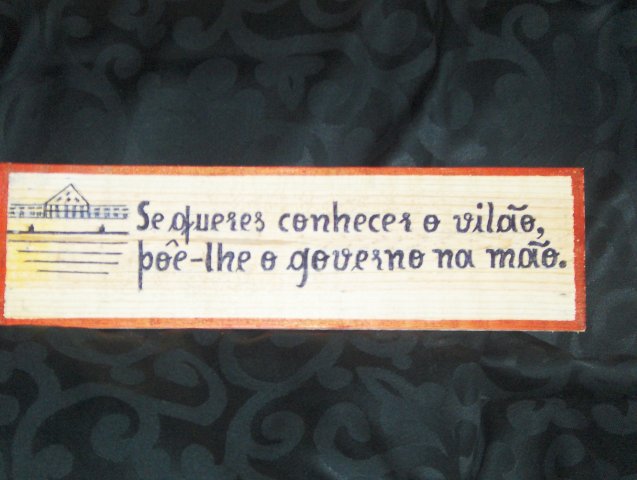 Se queres conhecer o vilão,
põe-lhe o governo na mão.